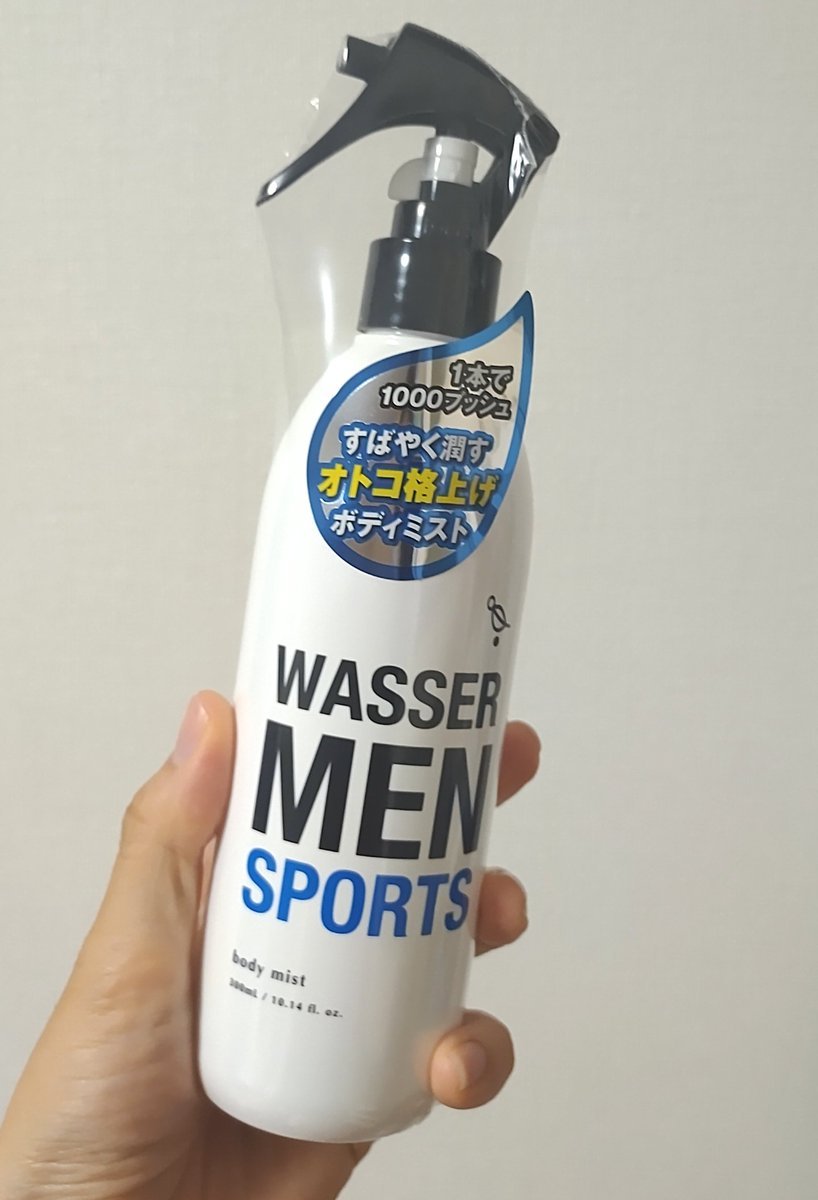 1本で
1000プッシュ
すばやく潤す
オトコ格上げ
ボディミスト
WASSER
MEN
SPORTS
body mist
300mL / 10.14 fl. oz.